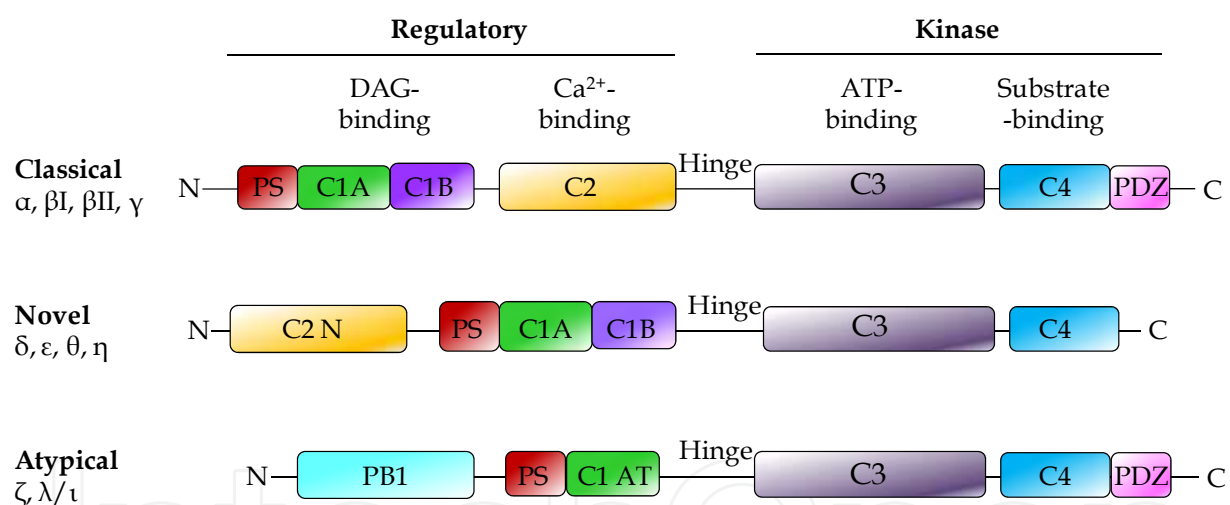 Regulatory Kinase
DAG-
binding
Ca²⁺-
binding
ATP-
binding
Substrate
-binding
Classical
α, βI, βII, γ
N PS C1A C1B C2 Hinge C3 C4 PDZ C
Novel
δ, ε, θ, η
N C2 N PS C1A C1B Hinge C3 C4 C
Atypical
ζ, λ/ι
N PB1 PS C1 AT Hinge C3 C4 PDZ C